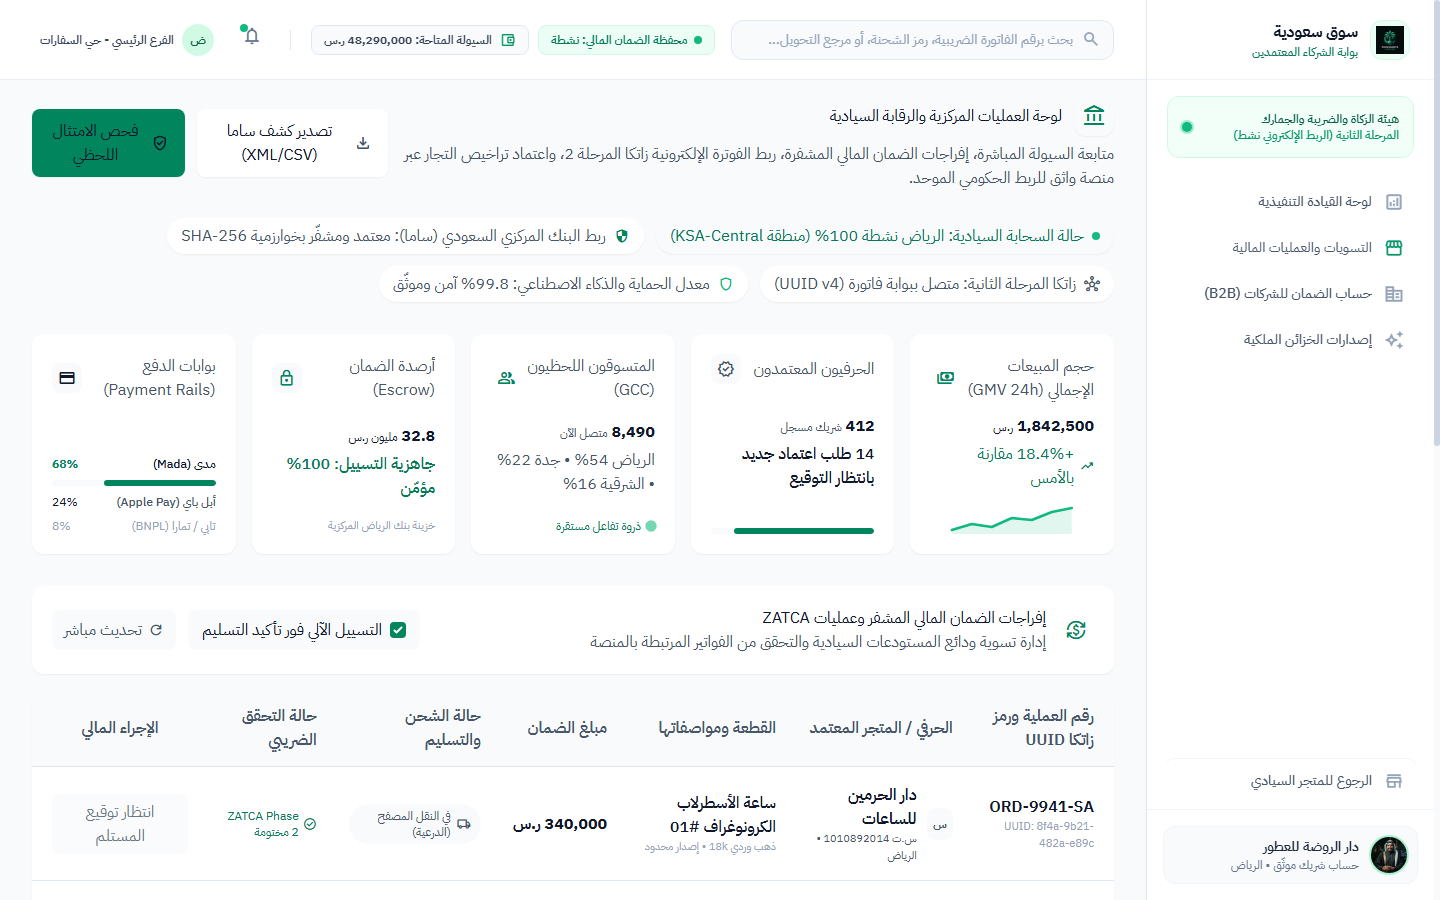 سوق سعودية
بوابة الشركاء المعتمدين
هيئة الزكاة والضريبة والجمارك
المرحلة الثانية (الربط الإلكتروني نشط)
لوحة القيادة التنفيذية
التسويات والعمليات المالية
حساب الضمان للشركات (B2B)
إصدارات الخزائن الملكية
الرجوع للمتجر السيادي
دار الروضة للعطور
حساب شريك موثّق • الرياض
بحث برقم الفاتورة الضريبية، رمز الشحنة، أو مرجع التحويل...
محفظة الضمان المالي: نشطة
السيولة المتاحة: 48,290,000 ر.س
ض
الفرع الرئيسي - حي السفارات
لوحة العمليات المركزية والرقابة السيادية
متابعة السيولة المباشرة، إفراجات الضمان المالي المشفرة، ربط الفوترة الإلكترونية زاتكا المرحلة 2، واعتماد تراخيص التجار عبر
منصة واثق للربط الحكومي الموحد.
تصدير كشف ساما
(XML/CSV)
فحص الامتثال
اللحظي
حالة السحابة السيادية: الرياض نشطة 100% (منطقة KSA-Central)
ربط البنك المركزي السعودي (ساما): معتمد ومشفّر بخوارزمية SHA-256
زاتكا المرحلة الثانية: متصل ببوابة فاتورة (UUID v4)
معدل الحماية والذكاء الاصطناعي: 99.8% آمن وموثّق
حجم المبيعات
الإجمالي (GMV 24h)
1,842,500 ر.س
+18.4% مقارنة
بالأمس
الحرفيون المعتمدون
412 شريك مسجل
14 طلب اعتماد جديد
بانتظار التوقيع
المتسوقون اللحظيون
(GCC)
8,490 متصل الآن
الرياض 54% • جدة 22%
• الشرقية 16%
ذروة تفاعل مستقرة
أرصدة الضمان
(Escrow)
32.8 مليون ر.س
جاهزية التسييل: 100%
مؤمّن
خزينة بنك الرياض المركزية
بوابات الدفع
(Payment Rails)
مدى (Mada) 68%
أبل باي (Apple Pay) 24%
تابي / تمارا (BNPL) 8%
إفراجات الضمان المالي المشفر وعمليات ZATCA
إدارة تسوية ودائع المستودعات السيادية والتحقق من الفواتير المرتبطة بالمنصة
التسييل الآلي فور تأكيد التسليم
تحديث مباشر
رقم العملية ورمز
زاتكا UUID
الحرفي / المتجر المعتمد
القطعة ومواصفاتها
مبلغ الضمان
حالة الشحن
والتسليم
حالة التحقق
الضريبي
الإجراء المالي
ORD-9941-SA
UUID: 8f4a-9b21-
482a-e89c
س
دار الحرمين
للساعات
س.ت 1010892014 •
الرياض
ساعة الأسطرلاب
الكرونوغراف #01
ذهب وردي 18k • إصدار محدود
340,000 ر.س
في النقل المصفح
(الدرعية)
ZATCA Phase
2 مختومة
انتظار توقيع
المستلم